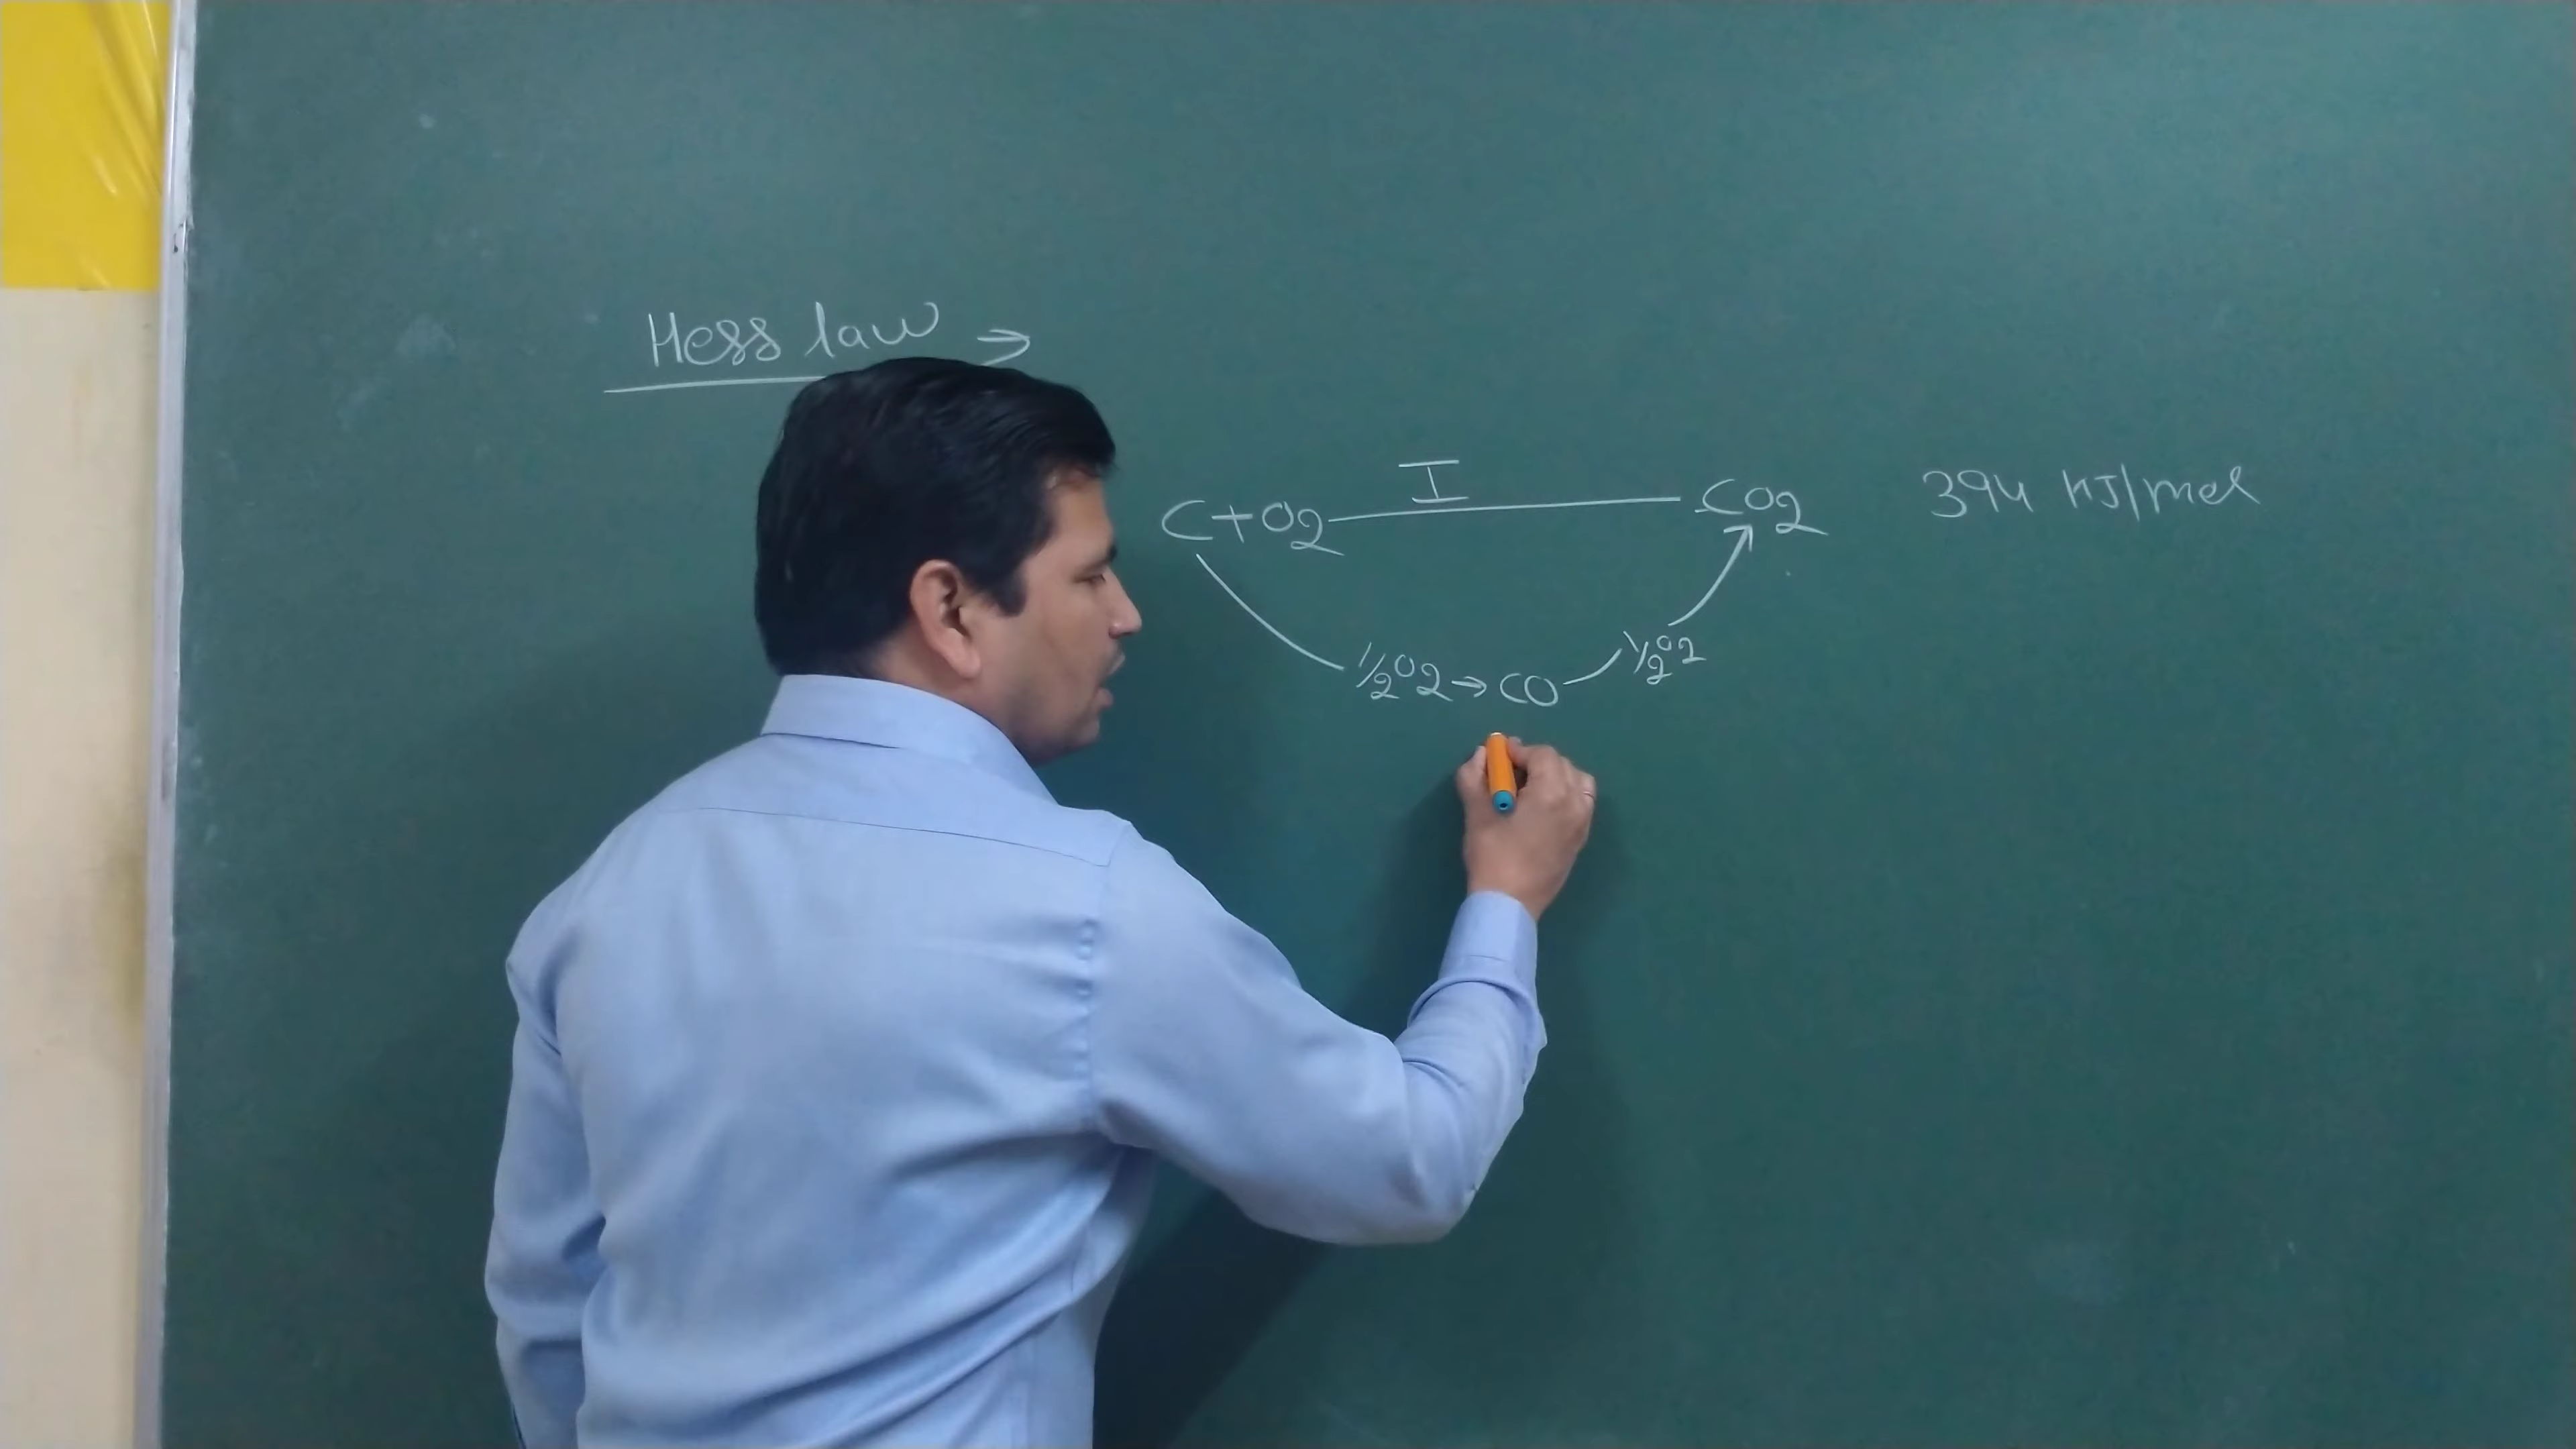 Hess law →
I
C+O2 — CO2 394 KJ/mol
1/2O2 → CO 1/2O2